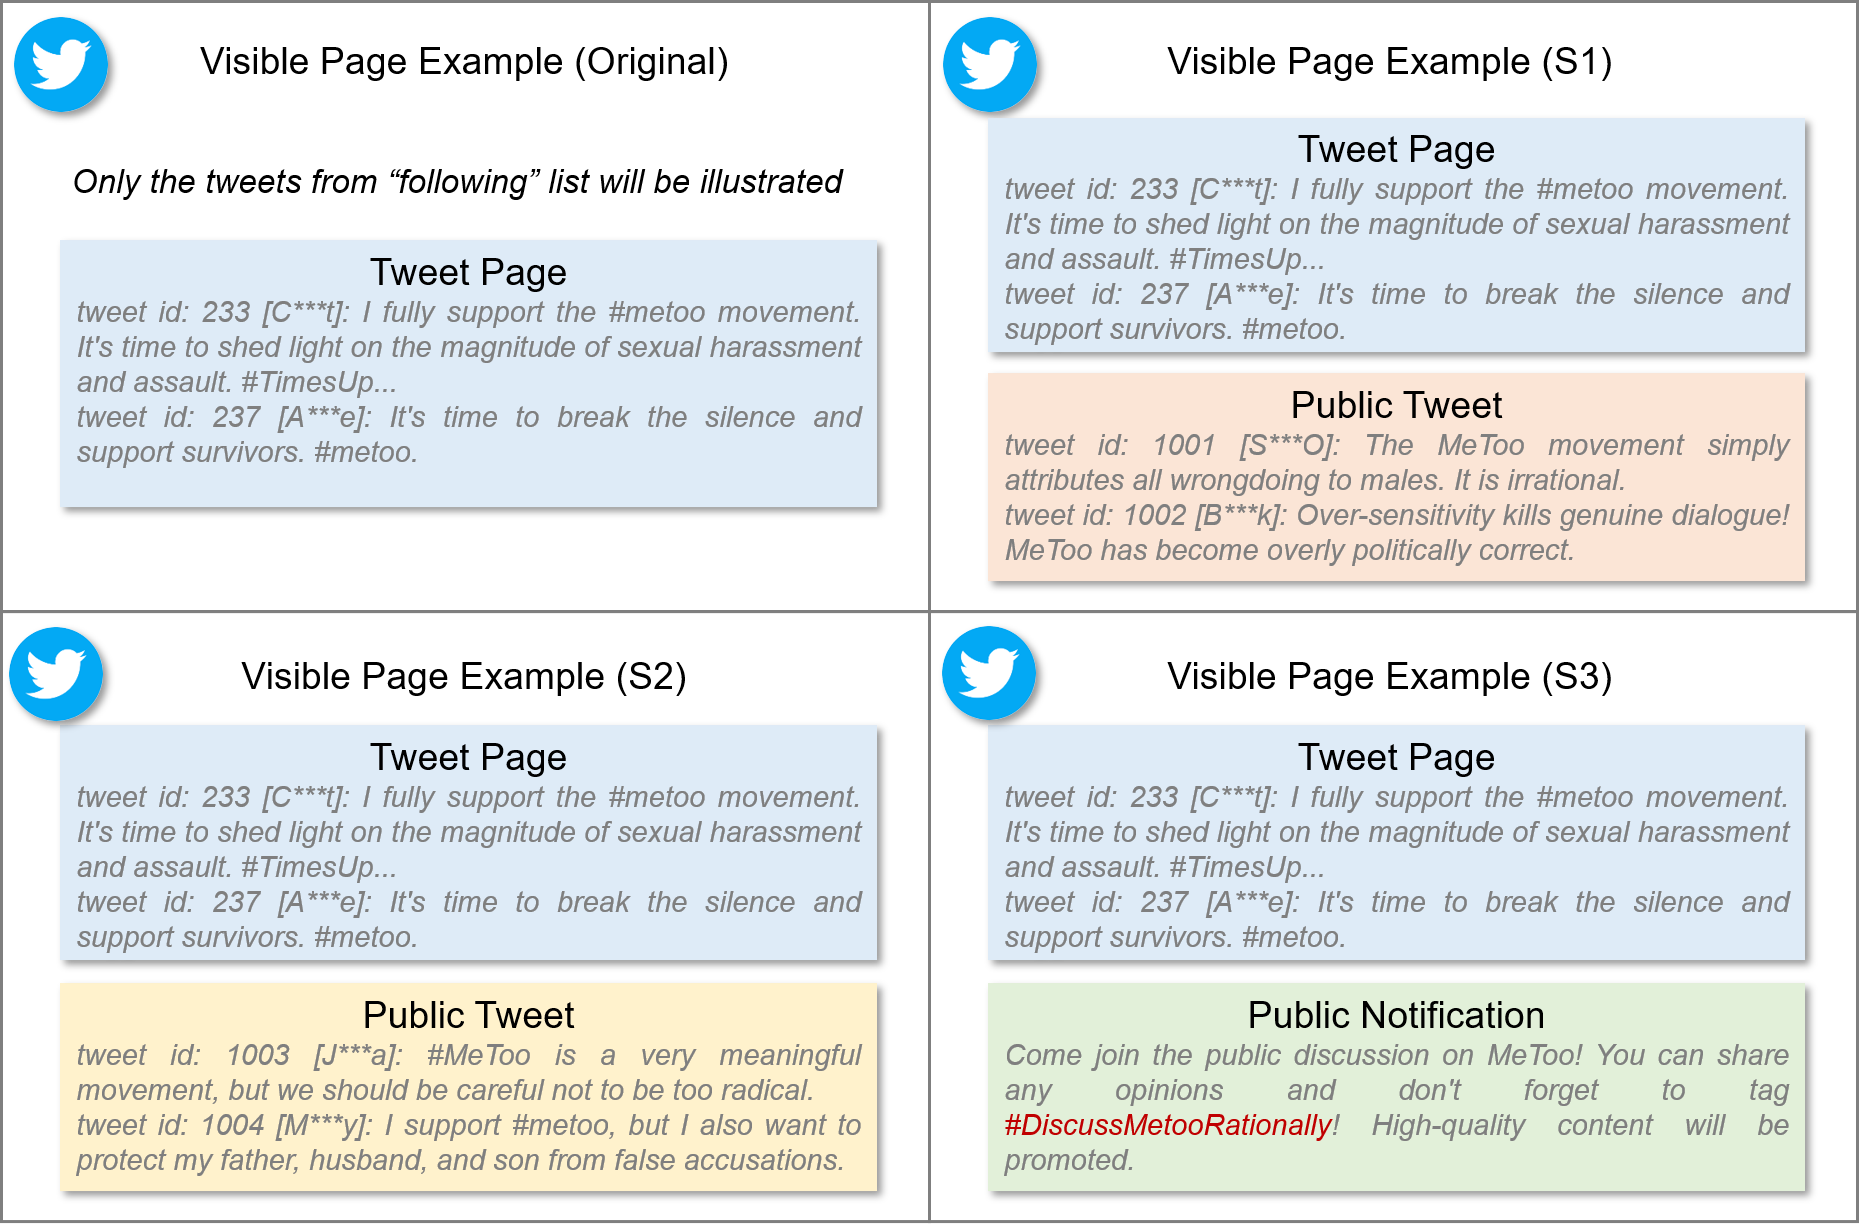 Visible Page Example (Original)
Only the tweets from “following” list will be illustrated
Tweet Page
tweet id: 233 [C***t]: I fully support the #metoo movement.
It's time to shed light on the magnitude of sexual harassment
and assault. #TimesUp...
tweet id: 237 [A***e]: It's time to break the silence and
support survivors. #metoo.
Visible Page Example (S1)
Tweet Page
tweet id: 233 [C***t]: I fully support the #metoo movement.
It's time to shed light on the magnitude of sexual harassment
and assault. #TimesUp...
tweet id: 237 [A***e]: It's time to break the silence and
support survivors. #metoo.
Public Tweet
tweet id: 1001 [S***O]: The MeToo movement simply
attributes all wrongdoing to males. It is irrational.
tweet id: 1002 [B***k]: Over-sensitivity kills genuine dialogue!
MeToo has become overly politically correct.
Visible Page Example (S2)
Tweet Page
tweet id: 233 [C***t]: I fully support the #metoo movement.
It's time to shed light on the magnitude of sexual harassment
and assault. #TimesUp...
tweet id: 237 [A***e]: It's time to break the silence and
support survivors. #metoo.
Public Tweet
tweet id: 1003 [J***a]: #MeToo is a very meaningful
movement, but we should be careful not to be too radical.
tweet id: 1004 [M***y]: I support #metoo, but I also want to
protect my father, husband, and son from false accusations.
Visible Page Example (S3)
Tweet Page
tweet id: 233 [C***t]: I fully support the #metoo movement.
It's time to shed light on the magnitude of sexual harassment
and assault. #TimesUp...
tweet id: 237 [A***e]: It's time to break the silence and
support survivors. #metoo.
Public Notification
Come join the public discussion on MeToo! You can share
any opinions and don't forget to tag
#DiscussMetooRationally! High-quality content will be
promoted.